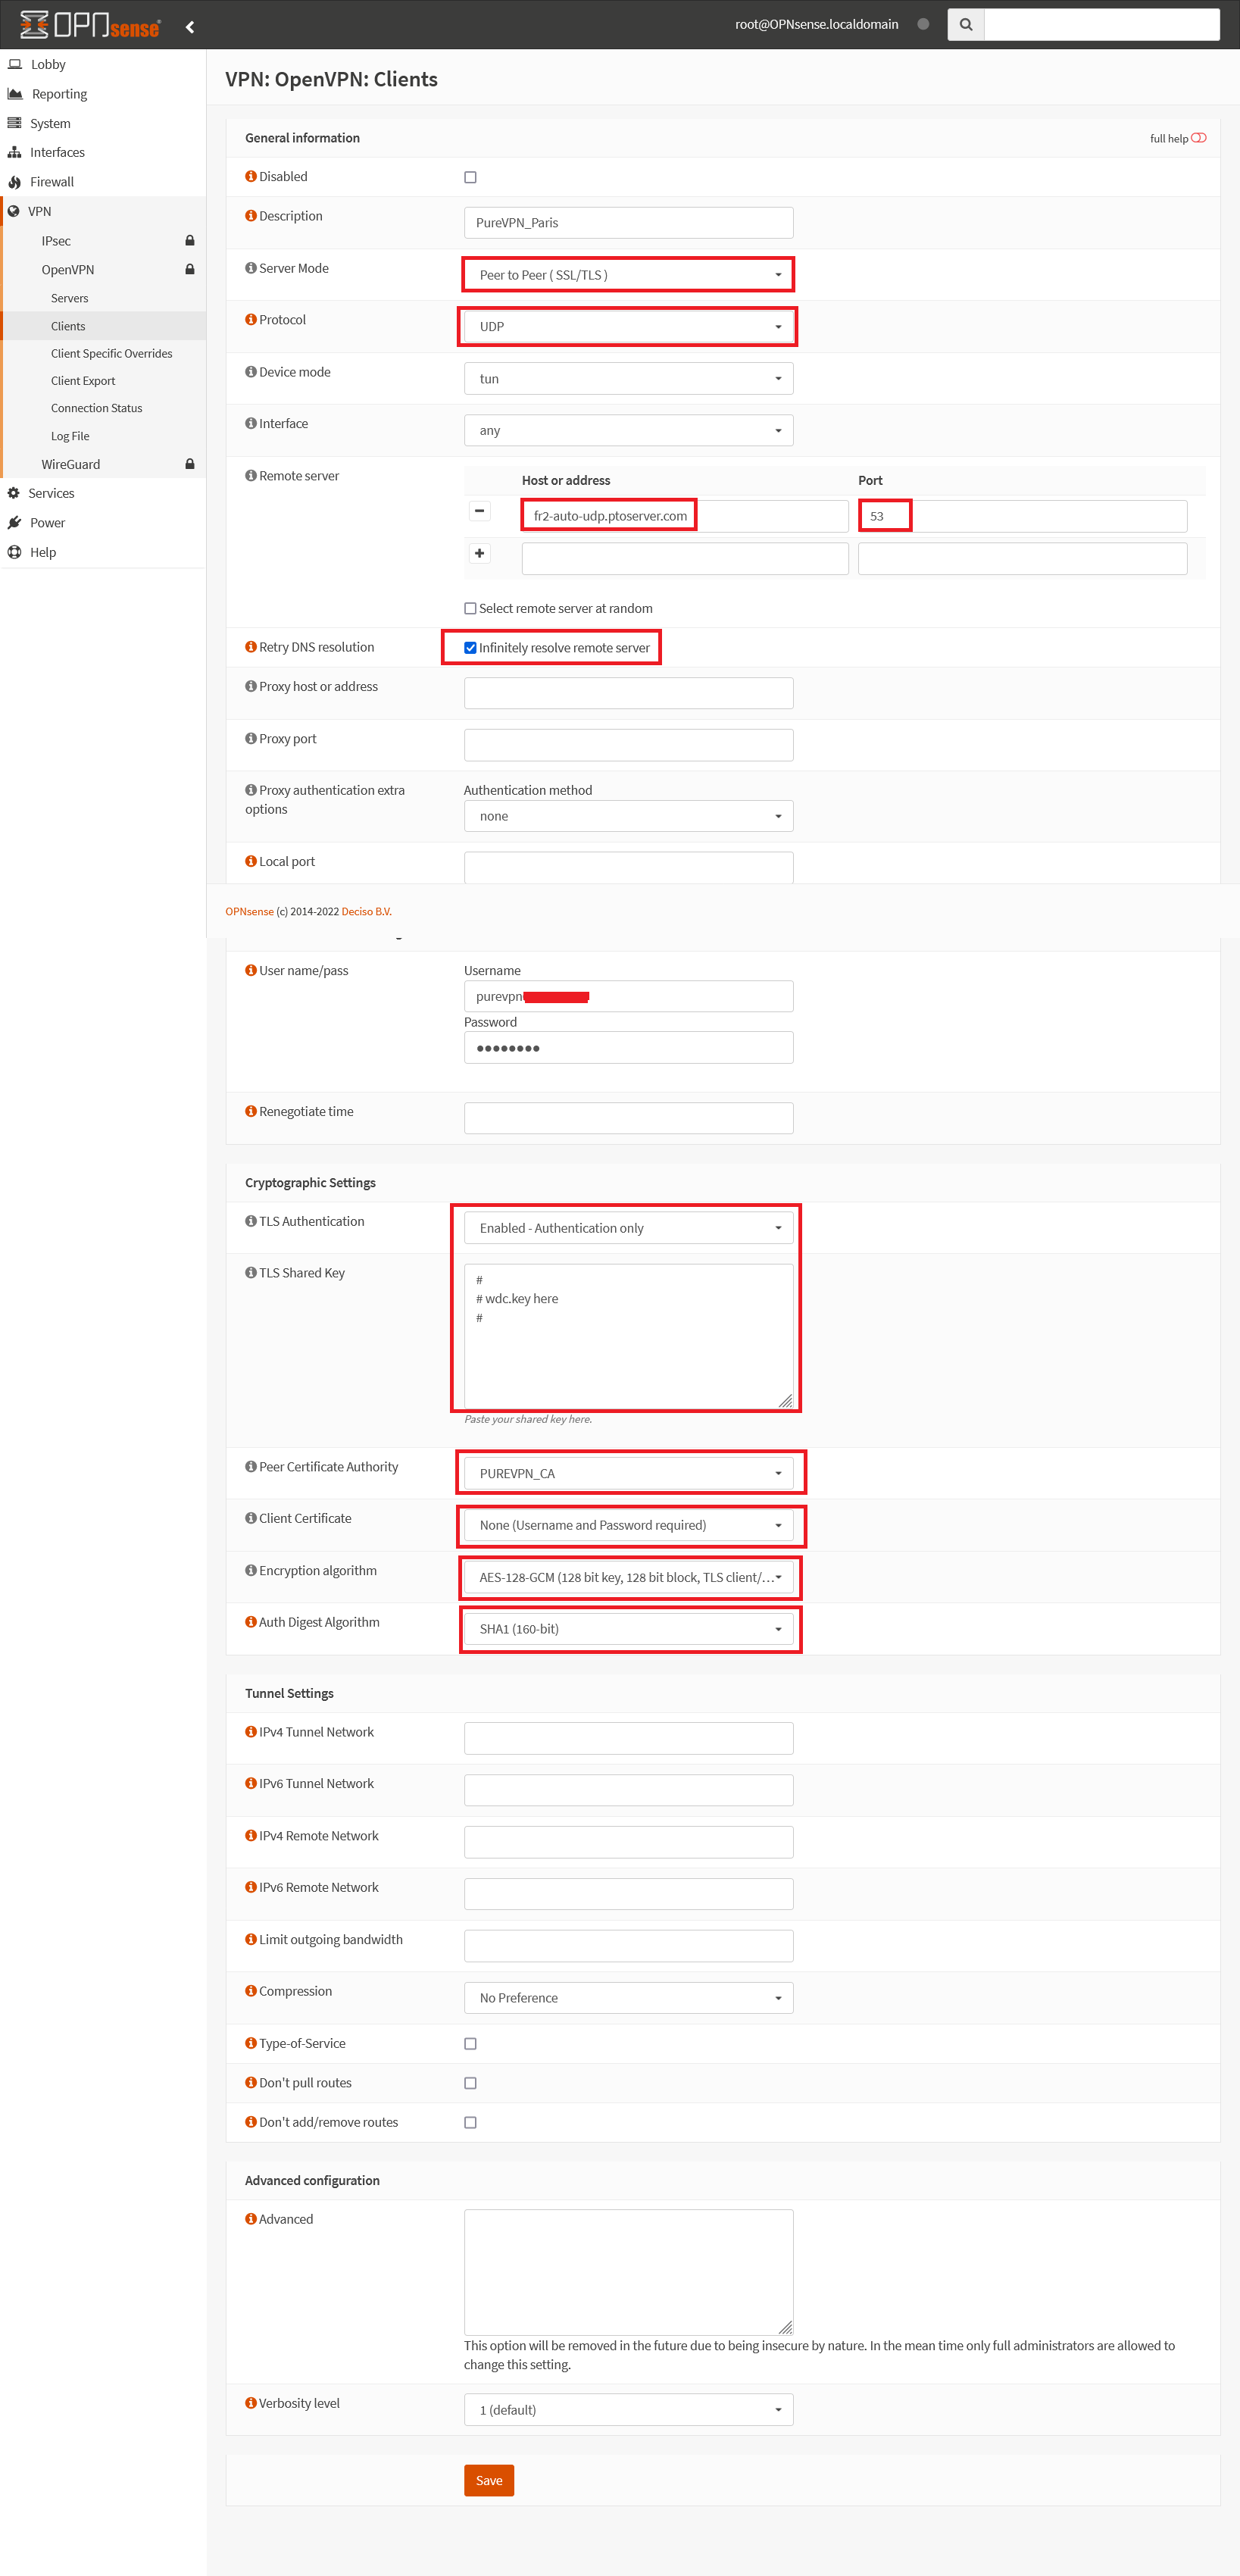 OPNsense
root@OPNsense.localdomain
Lobby
Reporting
System
Interfaces
Firewall
VPN
IPsec
OpenVPN
Servers
Clients
Client Specific Overrides
Client Export
Connection Status
Log File
WireGuard
Services
Power
Help
VPN: OpenVPN: Clients
General information
full help
Disabled
Description
PureVPN_Paris
Server Mode
Peer to Peer ( SSL/TLS )
Protocol
UDP
Device mode
tun
Interface
any
Remote server
Host or address Port
fr2-auto-udp.ptoserver.com 53
Select remote server at random
Retry DNS resolution
Infinitely resolve remote server
Proxy host or address
Proxy port
Proxy authentication extra
options
Authentication method
none
Local port
OPNsense (c) 2014-2022 Deciso B.V.
User name/pass
Username
purevpn
Password
Renegotiate time
Cryptographic Settings
TLS Authentication
Enabled - Authentication only
TLS Shared Key
#
# wdc.key here
#
Paste your shared key here.
Peer Certificate Authority
PUREVPN_CA
Client Certificate
None (Username and Password required)
Encryption algorithm
AES-128-GCM (128 bit key, 128 bit block, TLS client/...
Auth Digest Algorithm
SHA1 (160-bit)
Tunnel Settings
IPv4 Tunnel Network
IPv6 Tunnel Network
IPv4 Remote Network
IPv6 Remote Network
Limit outgoing bandwidth
Compression
No Preference
Type-of-Service
Don't pull routes
Don't add/remove routes
Advanced configuration
Advanced
This option will be removed in the future due to being insecure by nature. In the mean time only full administrators are allowed to
change this setting.
Verbosity level
1 (default)
Save